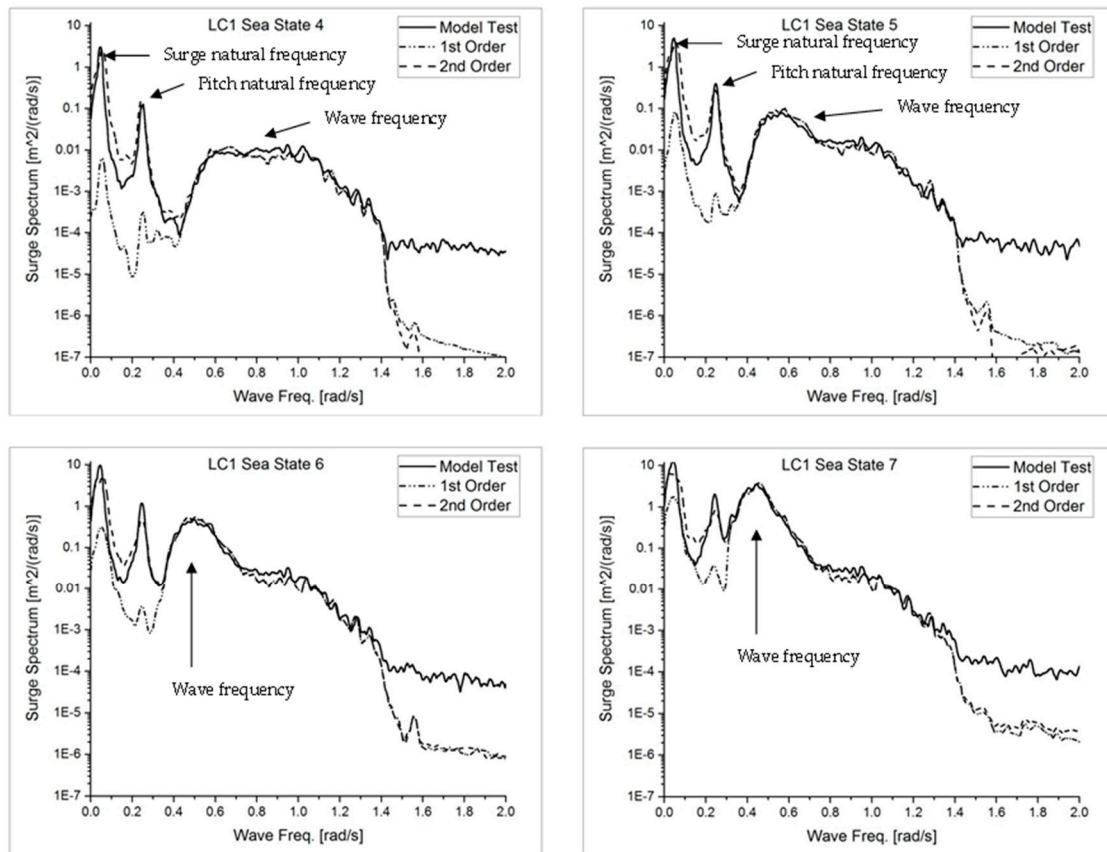 LC1 Sea State 4
Model Test
1st Order
2nd Order
Surge natural frequency
Pitch natural frequency
Wave frequency
Surge Spectrum [m^2/(rad/s)]
10
1
0.1
0.01
1E-3
1E-4
1E-5
1E-6
1E-7
0.0 0.2 0.4 0.6 0.8 1.0 1.2 1.4 1.6 1.8 2.0
Wave Freq. [rad/s]
LC1 Sea State 5
Model Test
1st Order
2nd Order
Surge natural frequency
Pitch natural frequency
Wave frequency
Surge Spectrum [m^2/(rad/s)]
10
1
0.1
0.01
1E-3
1E-4
1E-5
1E-6
1E-7
0.0 0.2 0.4 0.6 0.8 1.0 1.2 1.4 1.6 1.8 2.0
Wave Freq. [rad/s]
LC1 Sea State 6
Model Test
1st Order
2nd Order
Wave frequency
Surge Spectrum [m^2/(rad/s)]
10
1
0.1
0.01
1E-3
1E-4
1E-5
1E-6
1E-7
0.0 0.2 0.4 0.6 0.8 1.0 1.2 1.4 1.6 1.8 2.0
Wave Freq. [rad/s]
LC1 Sea State 7
Model Test
1st Order
2nd Order
Wave frequency
Surge Spectrum [m^2/(rad/s)]
10
1
0.1
0.01
1E-3
1E-4
1E-5
1E-6
1E-7
0.0 0.2 0.4 0.6 0.8 1.0 1.2 1.4 1.6 1.8 2.0
Wave Freq. [rad/s]